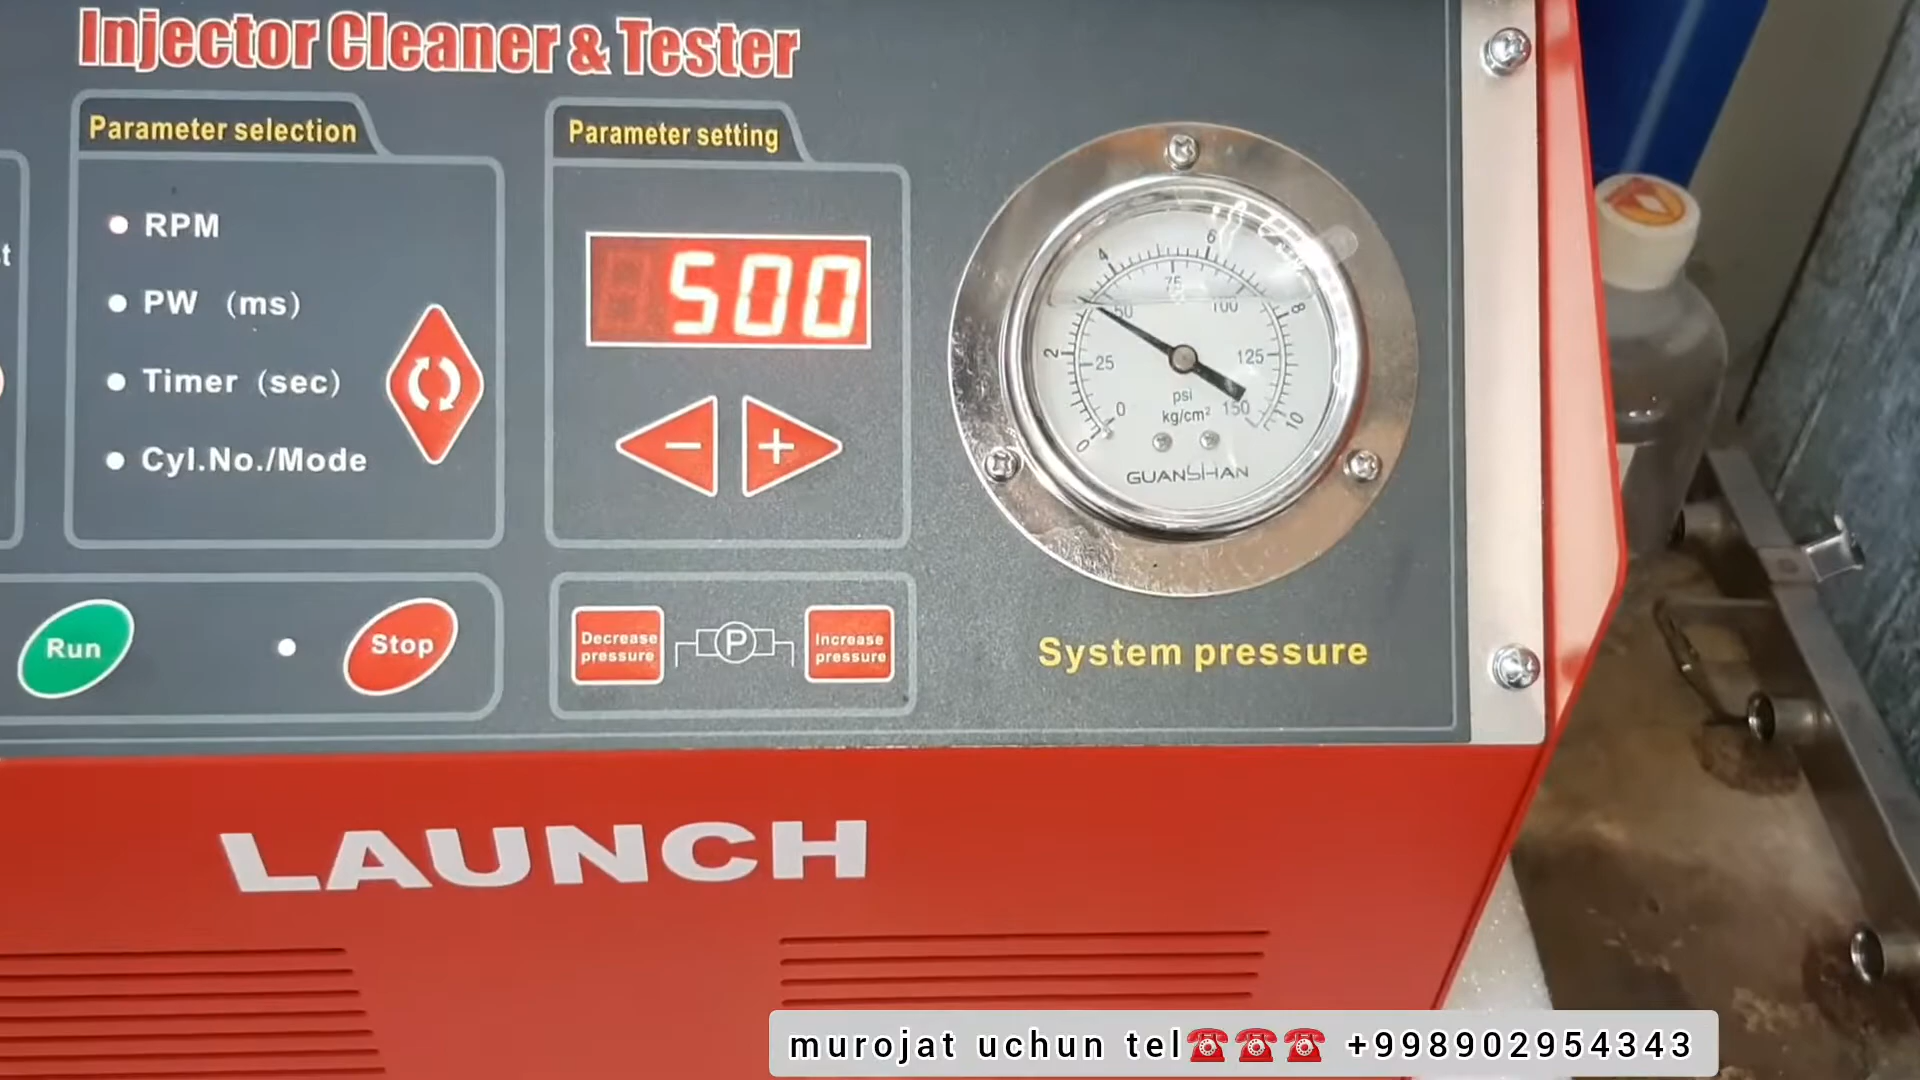 Injector Cleaner & Tester
Parameter selection
RPM
PW (ms)
Timer (sec)
Cyl.No./Mode
Parameter setting
500
− +
Run
Stop
Decrease pressure
P
Increase pressure
0 2 4 6 8 10
0 25 50 75 100 125 150
psi
kg/cm²
GUANSHAN
System pressure
LAUNCH
murojat uchun tel☎️☎️☎️ +998902954343